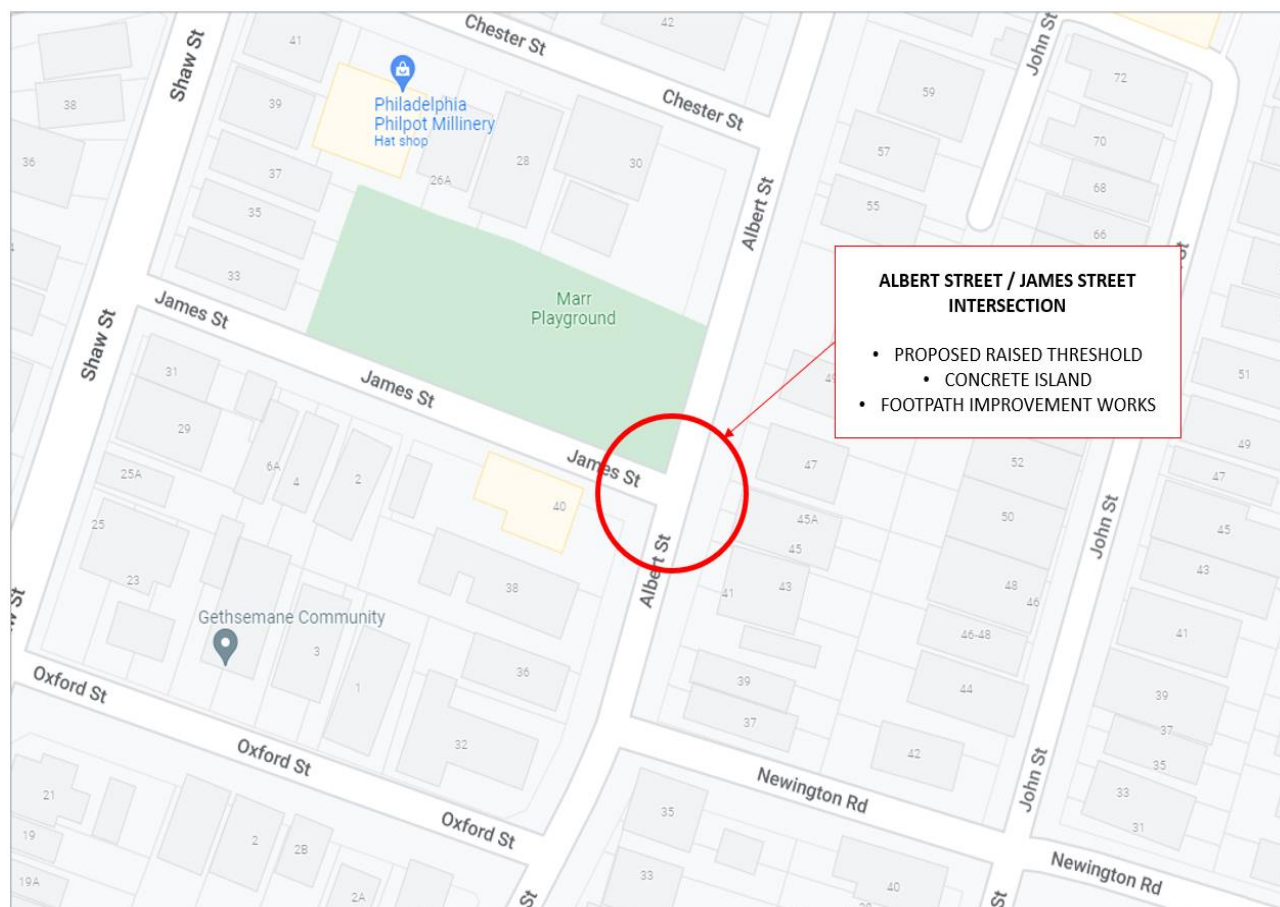 42
John St
Chester St
Shaw St
41
72
38
Philadelphia
Philpot Millinery
Hat shop
39
59
Chester St
70
36
37
26A
28
30
57
68
35
55
66
Albert St
33
Marr
Playground
James St
Shaw St
James St
ALBERT STREET / JAMES STREET
INTERSECTION
• PROPOSED RAISED THRESHOLD
• CONCRETE ISLAND
• FOOTPATH IMPROVEMENT WORKS
31
29
51
49
25A
6A
4
2
James St
47
52
47
40
45A
50
45
25
45
John St
43
23
Albert St
38
41
43
48
46
Gethsemane Community
46-48
41
3
36
39
44
39
1
Oxford St
37
42
37
32
35
Oxford St
Newington Rd
John St
33
21
35
31
19
2
2B
Oxford St
33
40
Newington Rd
19A
2A
St
St